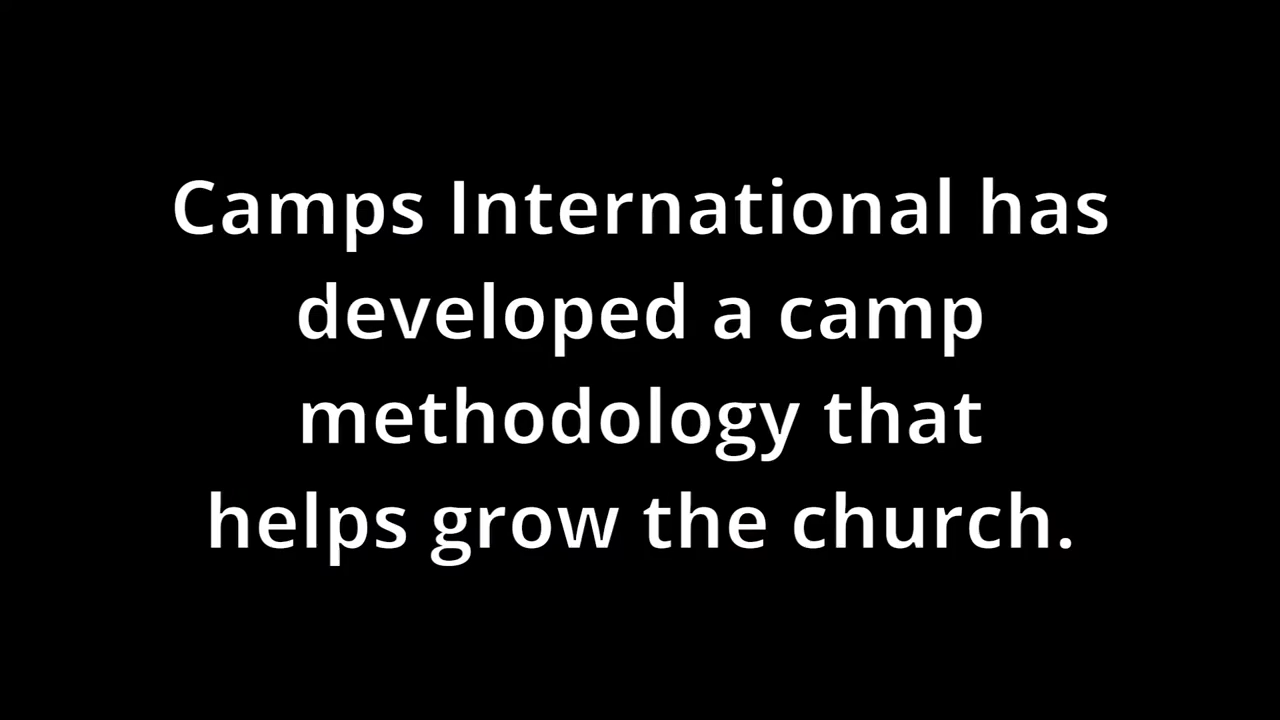 Camps International has
developed a camp
methodology that
helps grow the church.